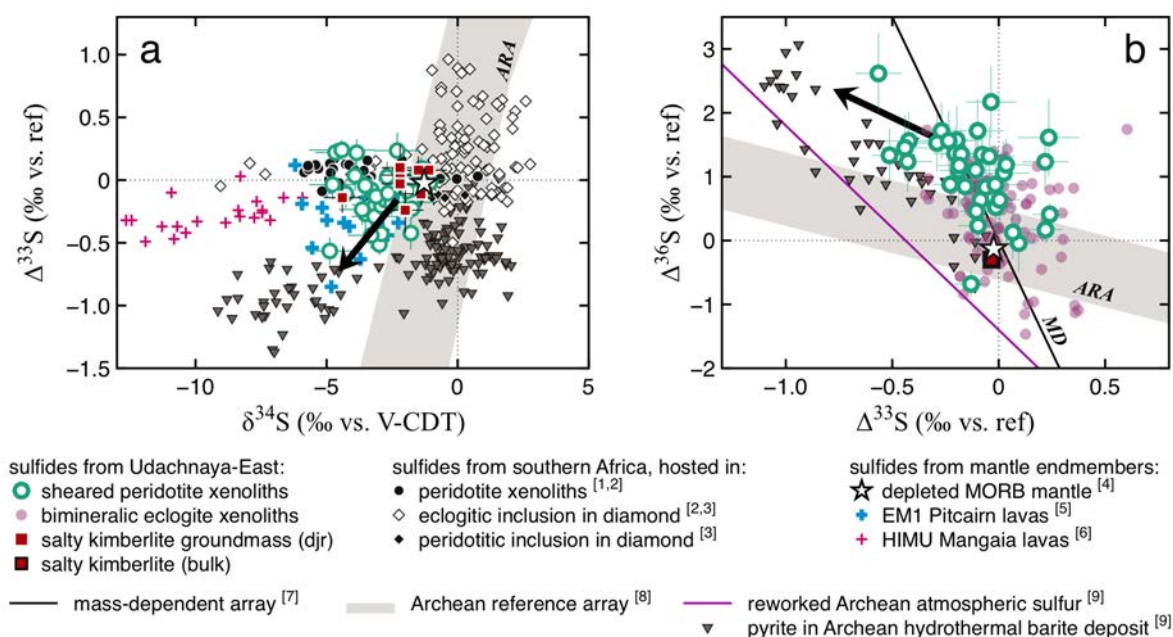 a
1.0
0.5
0
−0.5
−1.0
−1.5
Δ³³S (‰ vs. ref)
ARA
−10
−5
0
5
δ³⁴S (‰ vs. V-CDT)
b
3
2
1
0
−1
−2
Δ³⁶S (‰ vs. ref)
ARA
MD
−1.0
−0.5
0
0.5
Δ³³S (‰ vs. ref)
sulfides from Udachnaya-East:
sheared peridotite xenoliths
bimineralic eclogite xenoliths
salty kimberlite groundmass (djr)
salty kimberlite (bulk)
sulfides from southern Africa, hosted in:
peridotite xenoliths [1,2]
eclogitic inclusion in diamond [2,3]
peridotitic inclusion in diamond [3]
sulfides from mantle endmembers:
depleted MORB mantle [4]
EM1 Pitcairn lavas [5]
HIMU Mangaia lavas [6]
mass-dependent array [7]
Archean reference array [8]
reworked Archean atmospheric sulfur [9]
pyrite in Archean hydrothermal barite deposit [9]